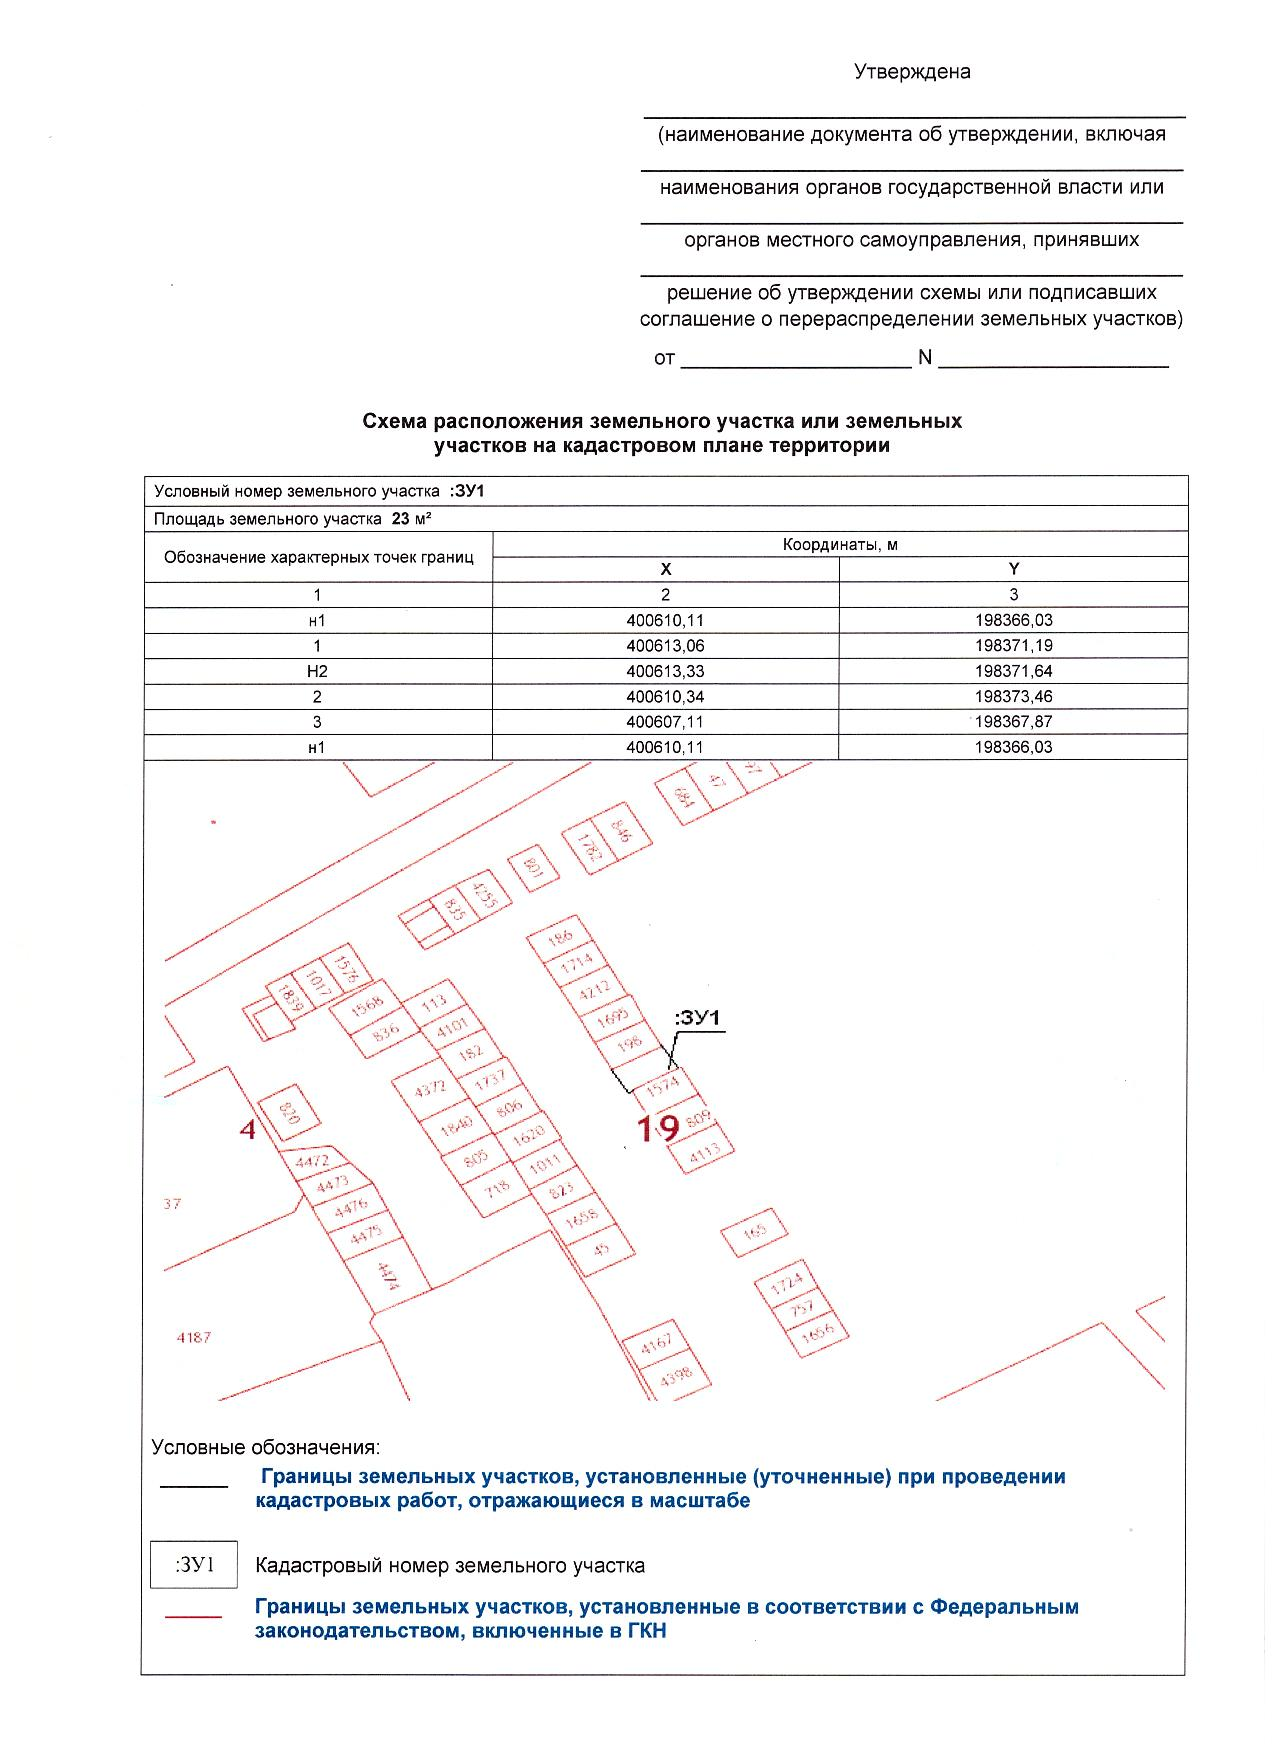 Утверждена
(наименование документа об утверждении, включая
наименования органов государственной власти или
органов местного самоуправления, принявших
решение об утверждении схемы или подписавших
соглашение о перераспределении земельных участков)
от N
Схема расположения земельного участка или земельных
участков на кадастровом плане территории
Условный номер земельного участка :ЗУ1
Площадь земельного участка 23 м²
Обозначение характерных точек границ
Координаты, м
X Y
1 2 3
н1 400610,11 198366,03
1 400613,06 198371,19
Н2 400613,33 198371,64
2 400610,34 198373,46
3 400607,11 198367,87
н1 400610,11 198366,03
684
47
846
1782
801
4255
835
186
1714
4212
1695
198
:ЗУ1
1574
809
19
4113
1576
1017
1839
1568
836
113
4101
182
1737
806
1620
1011
823
1658
45
4372
1840
805
718
820
4
4472
4473
4476
4475
4474
37
4187
165
1724
757
1656
4167
4398
Условные обозначения:
Границы земельных участков, установленные (уточненные) при проведении
кадастровых работ, отражающиеся в масштабе
:ЗУ1 Кадастровый номер земельного участка
Границы земельных участков, установленные в соответствии с Федеральным
законодательством, включенные в ГКН